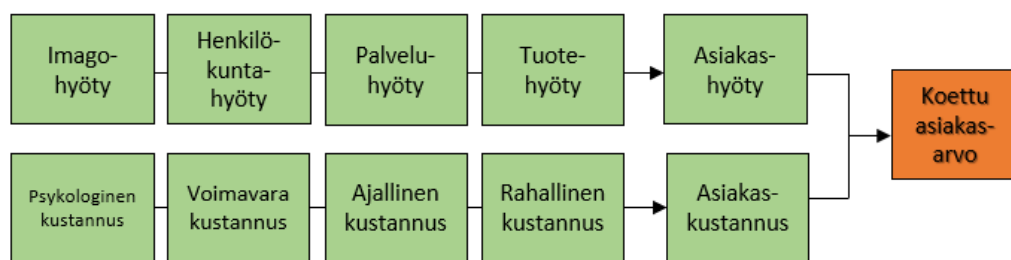 Imago-
hyöty
Henkilö-
kunta-
hyöty
Palvelu-
hyöty
Tuote-
hyöty
Asiakas-
hyöty
Koettu
asiakas-
arvo
Psykologinen
kustannus
Voimavara
kustannus
Ajallinen
kustannus
Rahallinen
kustannus
Asiakas-
kustannus